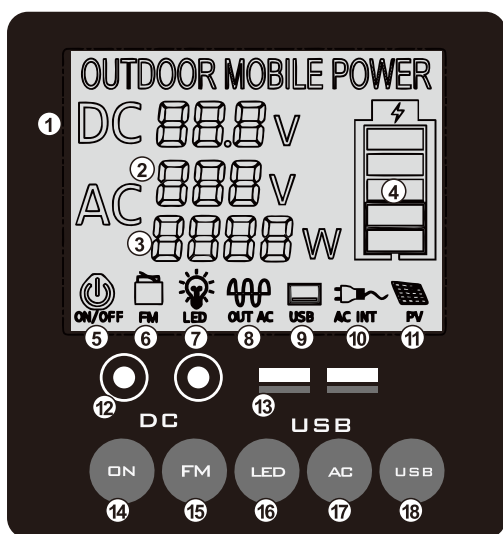 OUTDOOR MOBILE POWER
1 DC 88.8 V
2 888 V
AC 4
3 8888 W
ON/OFF FM LED OUT AC USB AC INT PV
5 6 7 8 9 10 11
12 13
DC USB
ON FM LED AC USB
14 15 16 17 18